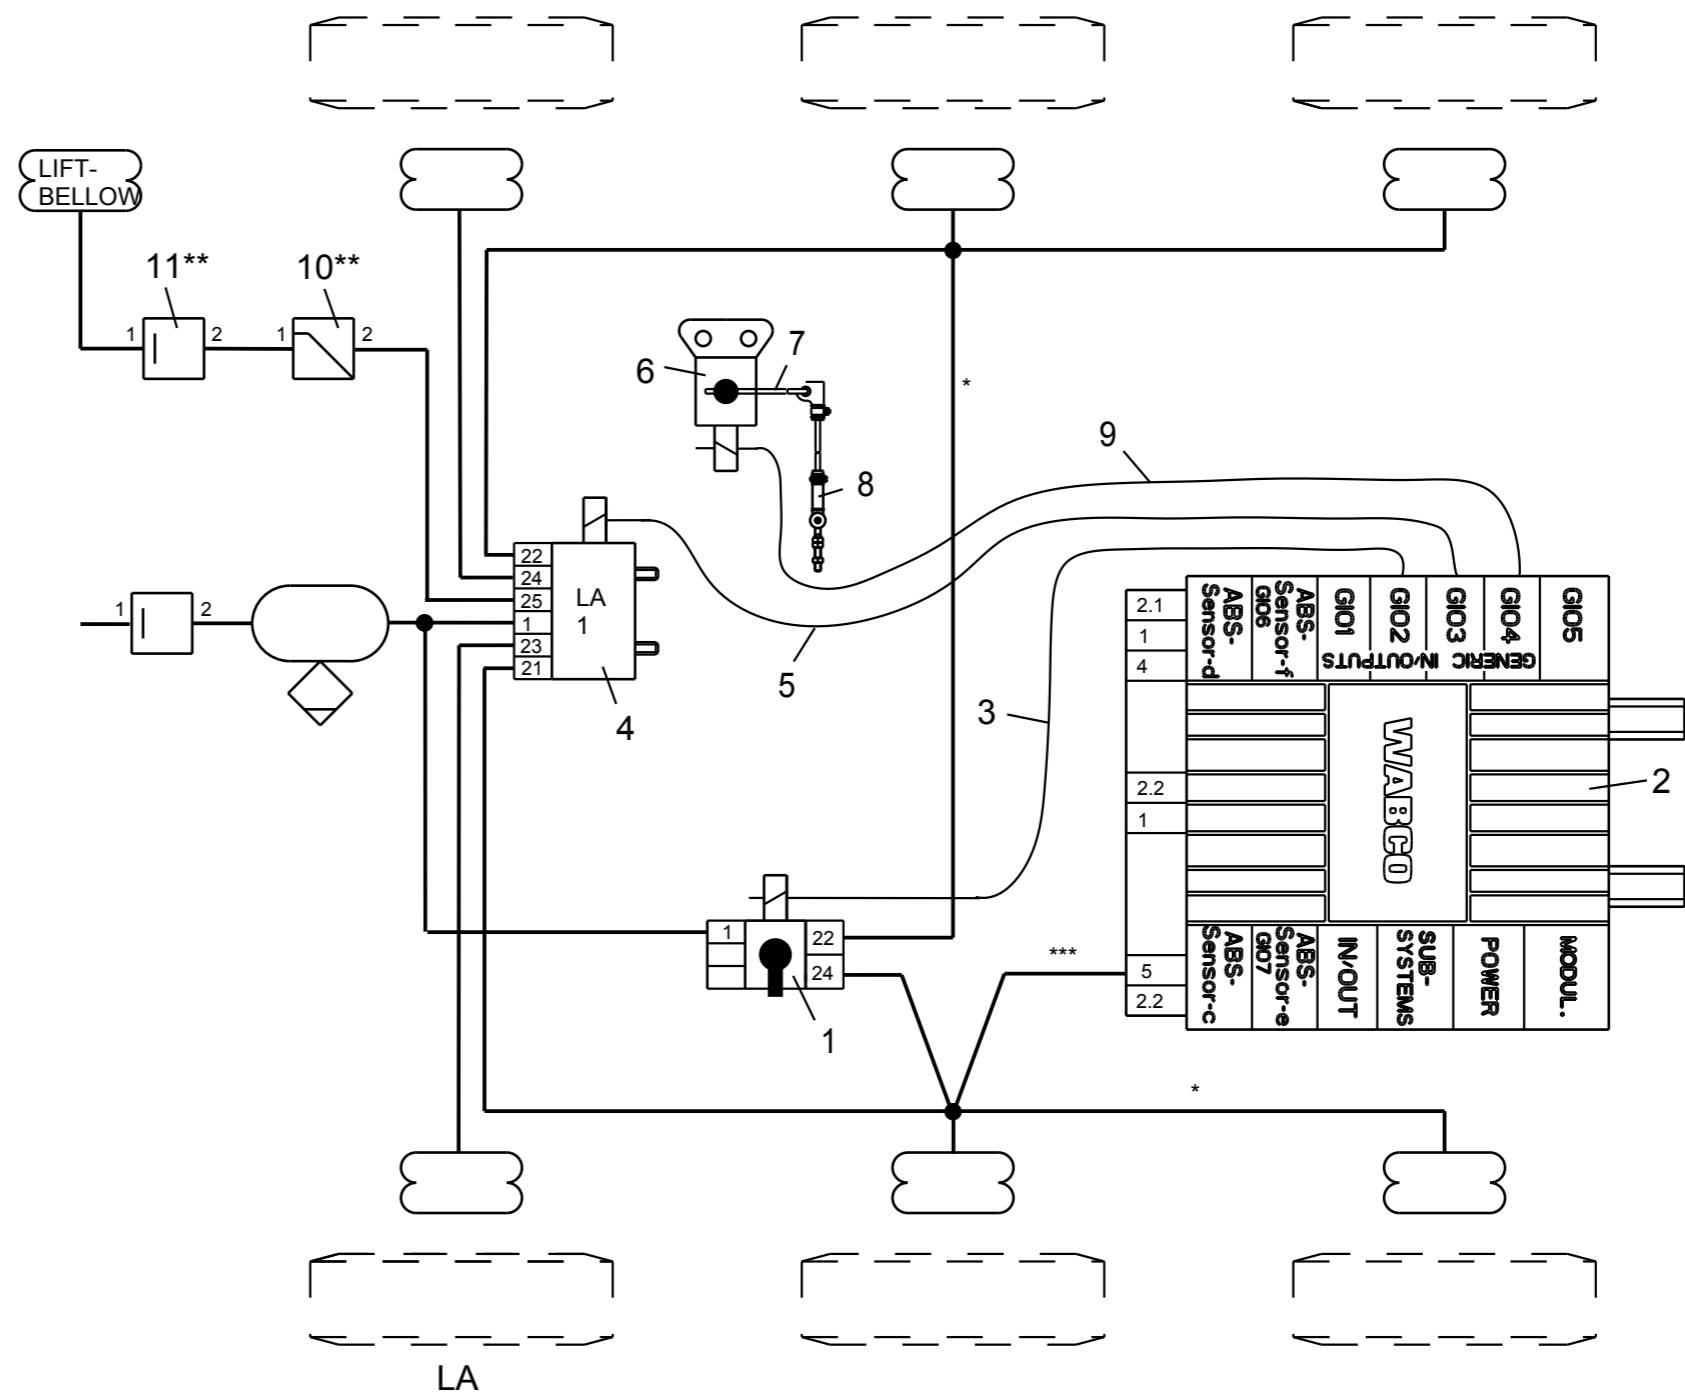 LIFT-
BELLOW
11**
10**
1
2
1
2
7
6
*
9
8
22
24
25
1
23
21
LA
1
1
2
5
4
3
2.1
1
4
2.2
1
5
2.2
ABS-
Sensor-d
ABS-
Sensor-f
GIO6
GIO1
GIO2
GIO3
GIO4
GIO5
GENERIC IN/OUTPUTS
WABCO
2
ABS-
Sensor-c
ABS-
Sensor-e
GIO7
IN/OUT
SUB-
SYSTEMS
POWER
MODUL.
1
22
24
***
1
*
LA